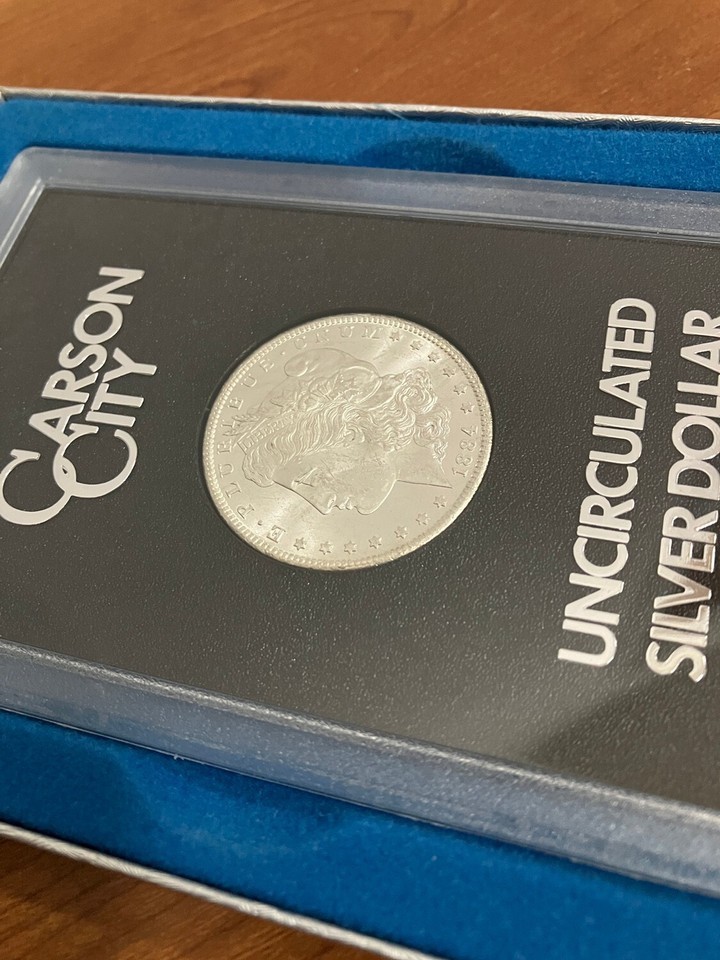 CARSON
CITY
E·PLURIBUS·UNUM
1884
UNCIRCULATED
SILVER DOLLAR